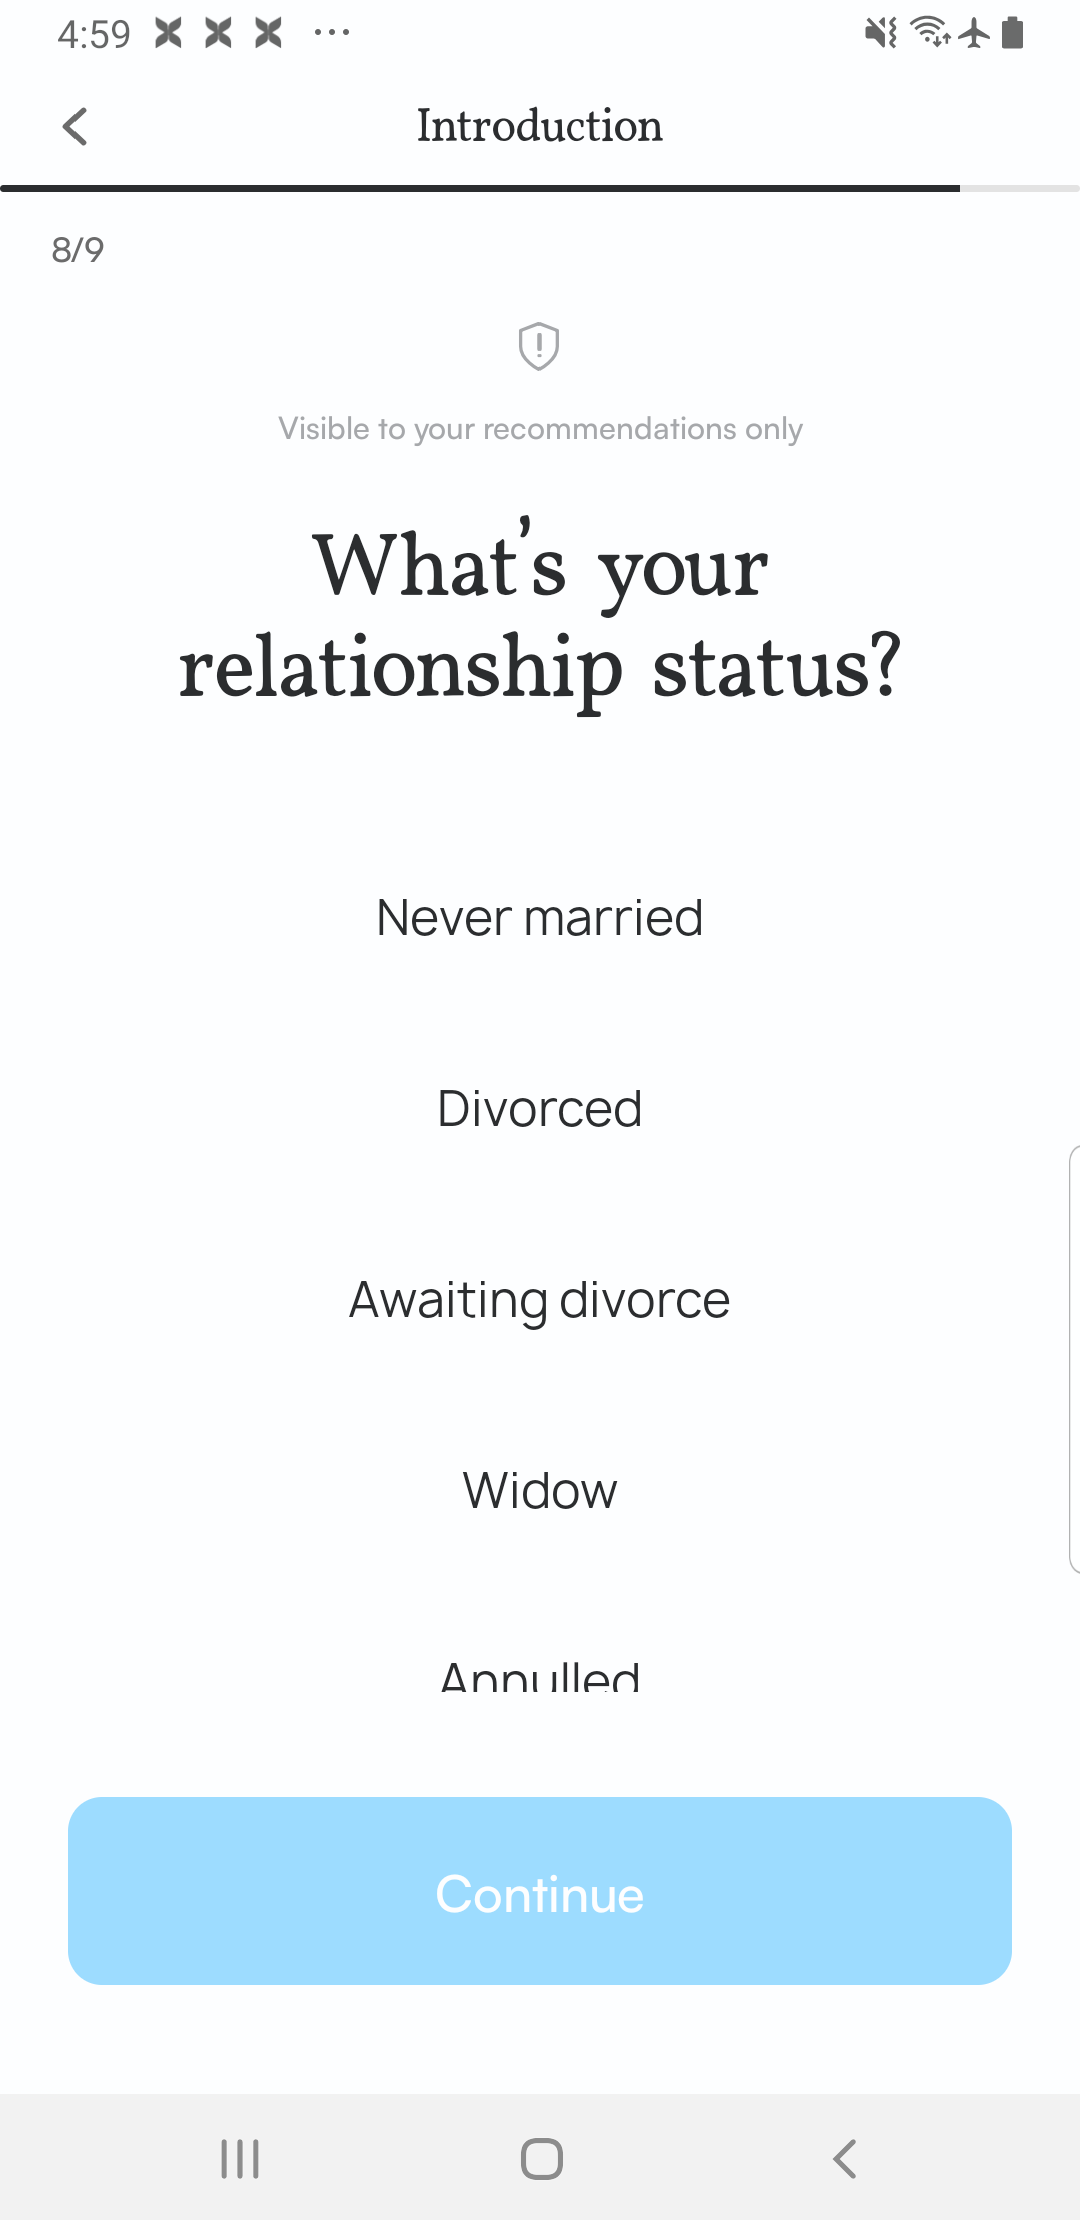 4:59
Introduction
8/9
Visible to your recommendations only
What's your
relationship status?
Never married
Divorced
Awaiting divorce
Widow
Annulled
Continue